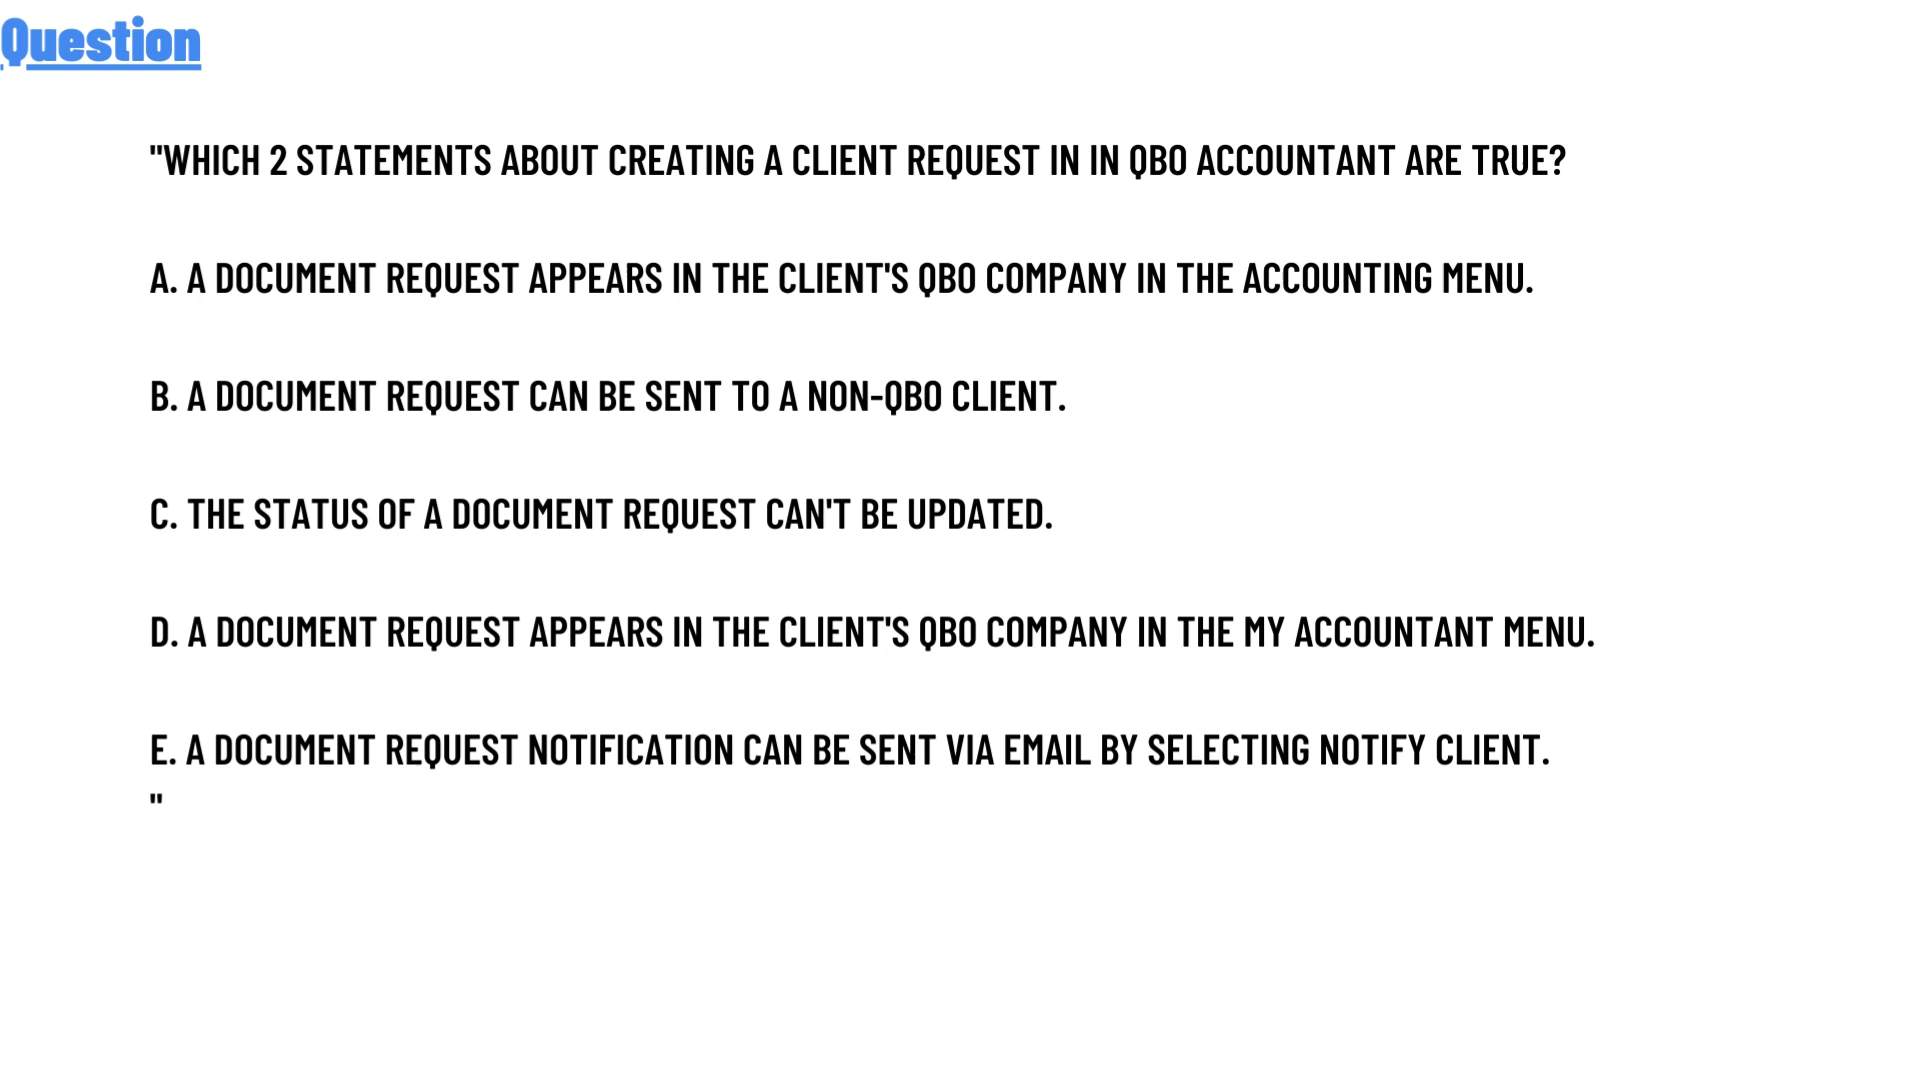 Question
"WHICH 2 STATEMENTS ABOUT CREATING A CLIENT REQUEST IN IN QBO ACCOUNTANT ARE TRUE?
A. A DOCUMENT REQUEST APPEARS IN THE CLIENT'S QBO COMPANY IN THE ACCOUNTING MENU.
B. A DOCUMENT REQUEST CAN BE SENT TO A NON-QBO CLIENT.
C. THE STATUS OF A DOCUMENT REQUEST CAN'T BE UPDATED.
D. A DOCUMENT REQUEST APPEARS IN THE CLIENT'S QBO COMPANY IN THE MY ACCOUNTANT MENU.
E. A DOCUMENT REQUEST NOTIFICATION CAN BE SENT VIA EMAIL BY SELECTING NOTIFY CLIENT.
"